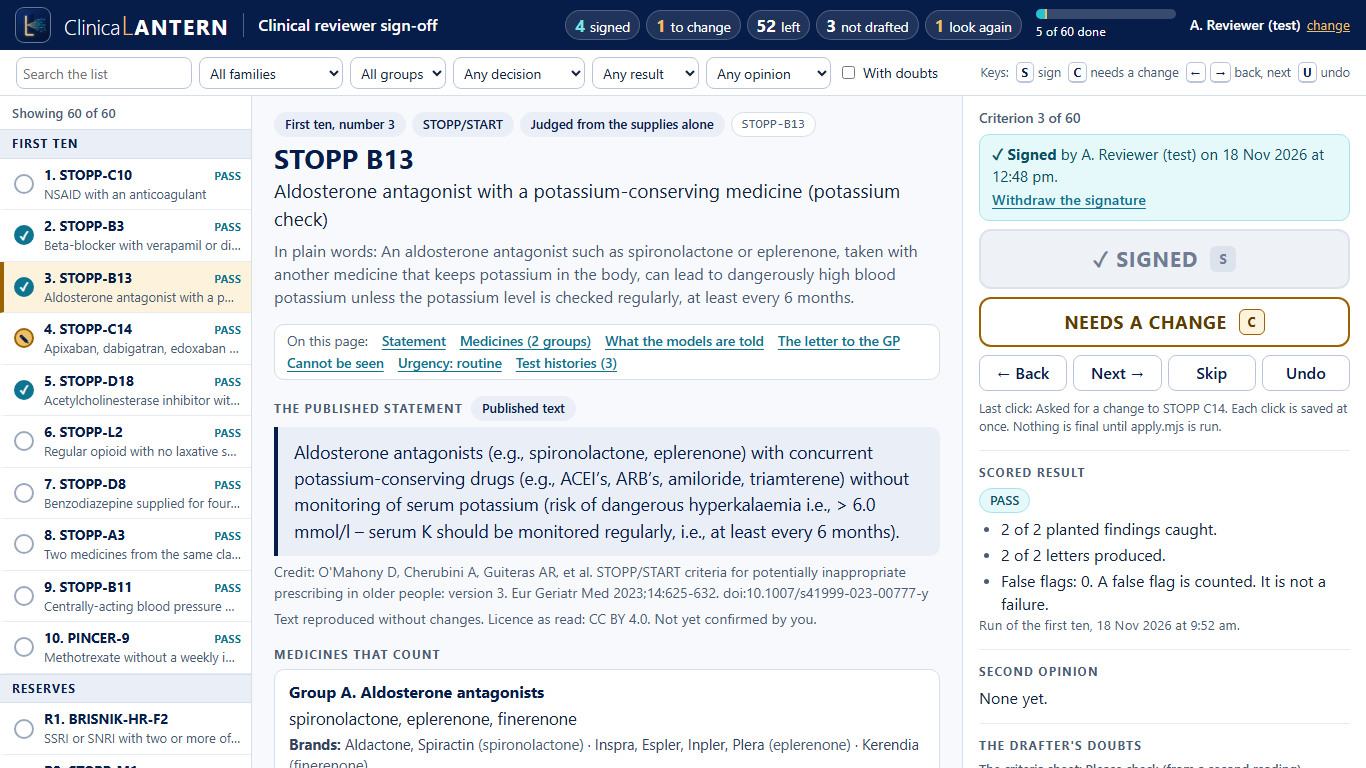 ClinicaLANTERN
Clinical reviewer sign-off
4 signed
1 to change
52 left
3 not drafted
1 look again
5 of 60 done
A. Reviewer (test) change
Search the list
All families
All groups
Any decision
Any result
Any opinion
With doubts
Keys: S sign C needs a change ← → back, next U undo
Showing 60 of 60
FIRST TEN
1. STOPP-C10 PASS
NSAID with an anticoagulant
2. STOPP-B3 PASS
Beta-blocker with verapamil or di...
3. STOPP-B13 PASS
Aldosterone antagonist with a p...
4. STOPP-C14 PASS
Apixaban, dabigatran, edoxaban ...
5. STOPP-D18 PASS
Acetylcholinesterase inhibitor wit...
6. STOPP-L2 PASS
Regular opioid with no laxative s...
7. STOPP-D8 PASS
Benzodiazepine supplied for four...
8. STOPP-A3 PASS
Two medicines from the same cla...
9. STOPP-B11 PASS
Centrally-acting blood pressure ...
10. PINCER-9 PASS
Methotrexate without a weekly i...
RESERVES
R1. BRISNIK-HR-F2
SSRI or SNRI with two or more of...
First ten, number 3
STOPP/START
Judged from the supplies alone
STOPP-B13
STOPP B13
Aldosterone antagonist with a potassium-conserving medicine (potassium
check)
In plain words: An aldosterone antagonist such as spironolactone or eplerenone, taken with
another medicine that keeps potassium in the body, can lead to dangerously high blood
potassium unless the potassium level is checked regularly, at least every 6 months.
On this page: Statement Medicines (2 groups) What the models are told The letter to the GP
Cannot be seen Urgency: routine Test histories (3)
THE PUBLISHED STATEMENT Published text
Aldosterone antagonists (e.g., spironolactone, eplerenone) with concurrent
potassium-conserving drugs (e.g., ACEI’s, ARB’s, amiloride, triamterene) without
monitoring of serum potassium (risk of dangerous hyperkalaemia i.e., > 6.0
mmol/l – serum K should be monitored regularly, i.e., at least every 6 months).
Credit: O'Mahony D, Cherubini A, Guiteras AR, et al. STOPP/START criteria for potentially inappropriate
prescribing in older people: version 3. Eur Geriatr Med 2023;14:625-632. doi:10.1007/s41999-023-00777-y
Text reproduced without changes. Licence as read: CC BY 4.0. Not yet confirmed by you.
MEDICINES THAT COUNT
Group A. Aldosterone antagonists
spironolactone, eplerenone, finerenone
Brands: Aldactone, Spiractin (spironolactone) · Inspra, Espler, Inpler, Plera (eplerenone) · Kerendia
(finerenone)
Criterion 3 of 60
✓ Signed by A. Reviewer (test) on 18 Nov 2026 at
12:48 pm.
Withdraw the signature
✓ SIGNED S
NEEDS A CHANGE C
← Back
Next →
Skip
Undo
Last click: Asked for a change to STOPP C14. Each click is saved at
once. Nothing is final until apply.mjs is run.
SCORED RESULT
PASS
• 2 of 2 planted findings caught.
• 2 of 2 letters produced.
• False flags: 0. A false flag is counted. It is not a
failure.
Run of the first ten, 18 Nov 2026 at 9:52 am.
SECOND OPINION
None yet.
THE DRAFTER'S DOUBTS